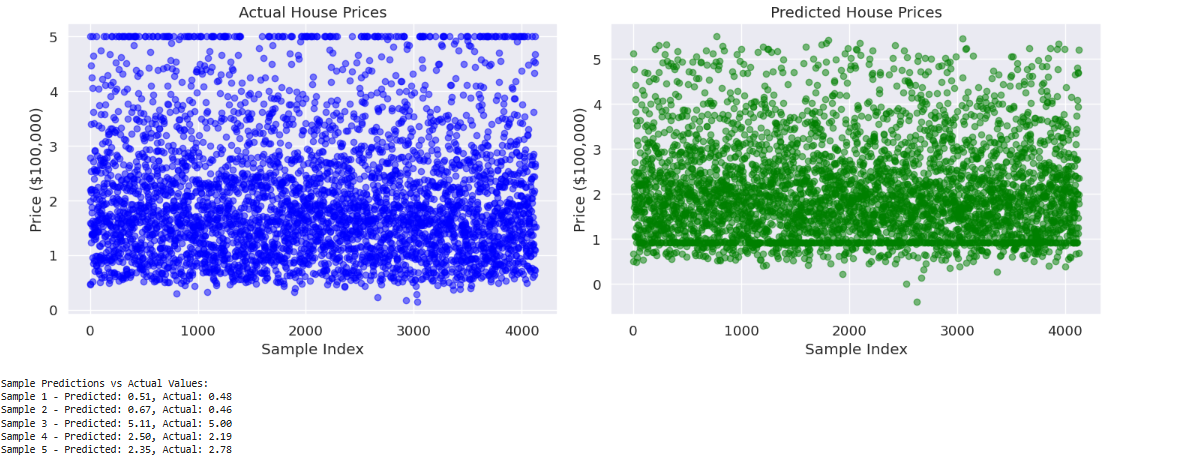 Actual House Prices
Price ($100,000)
5
4
3
2
1
0
0 1000 2000 3000 4000
Sample Index
Predicted House Prices
Price ($100,000)
5
4
3
2
1
0
0 1000 2000 3000 4000
Sample Index
Sample Predictions vs Actual Values:
Sample 1 - Predicted: 0.51, Actual: 0.48
Sample 2 - Predicted: 0.67, Actual: 0.46
Sample 3 - Predicted: 5.11, Actual: 5.00
Sample 4 - Predicted: 2.50, Actual: 2.19
Sample 5 - Predicted: 2.35, Actual: 2.78